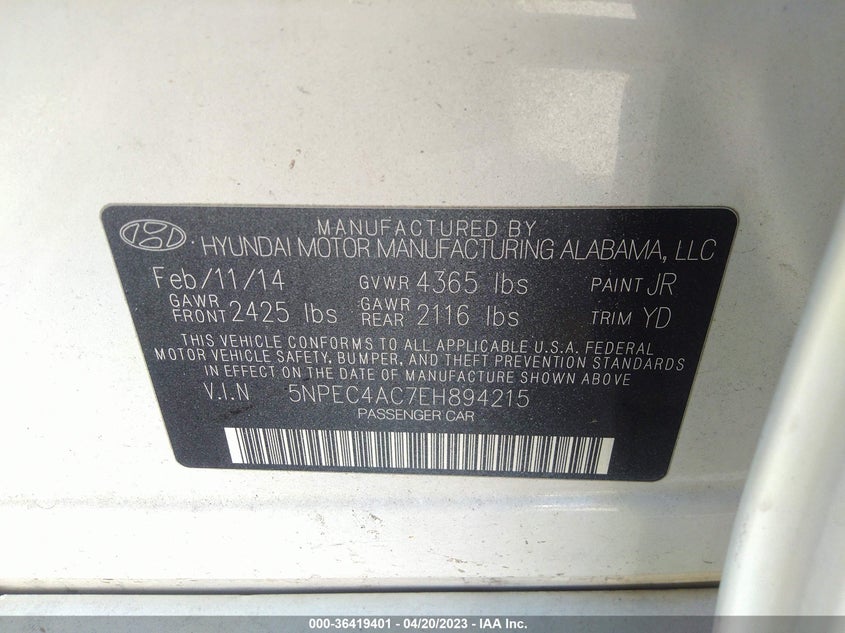 MANUFACTURED BY
HYUNDAI MOTOR MANUFACTURING ALABAMA, LLC
Feb/11/14 GVWR 4365 lbs PAINT JR
GAWR FRONT 2425 lbs GAWR REAR 2116 lbs TRIM YD
THIS VEHICLE CONFORMS TO ALL APPLICABLE U.S.A. FEDERAL
MOTOR VEHICLE SAFETY, BUMPER, AND THEFT PREVENTION STANDARDS
IN EFFECT ON THE DATE OF MANUFACTURE SHOWN ABOVE
V.I.N 5NPEC4AC7EH894215
PASSENGER CAR
000-36419401 - 04/20/2023 - IAA Inc.